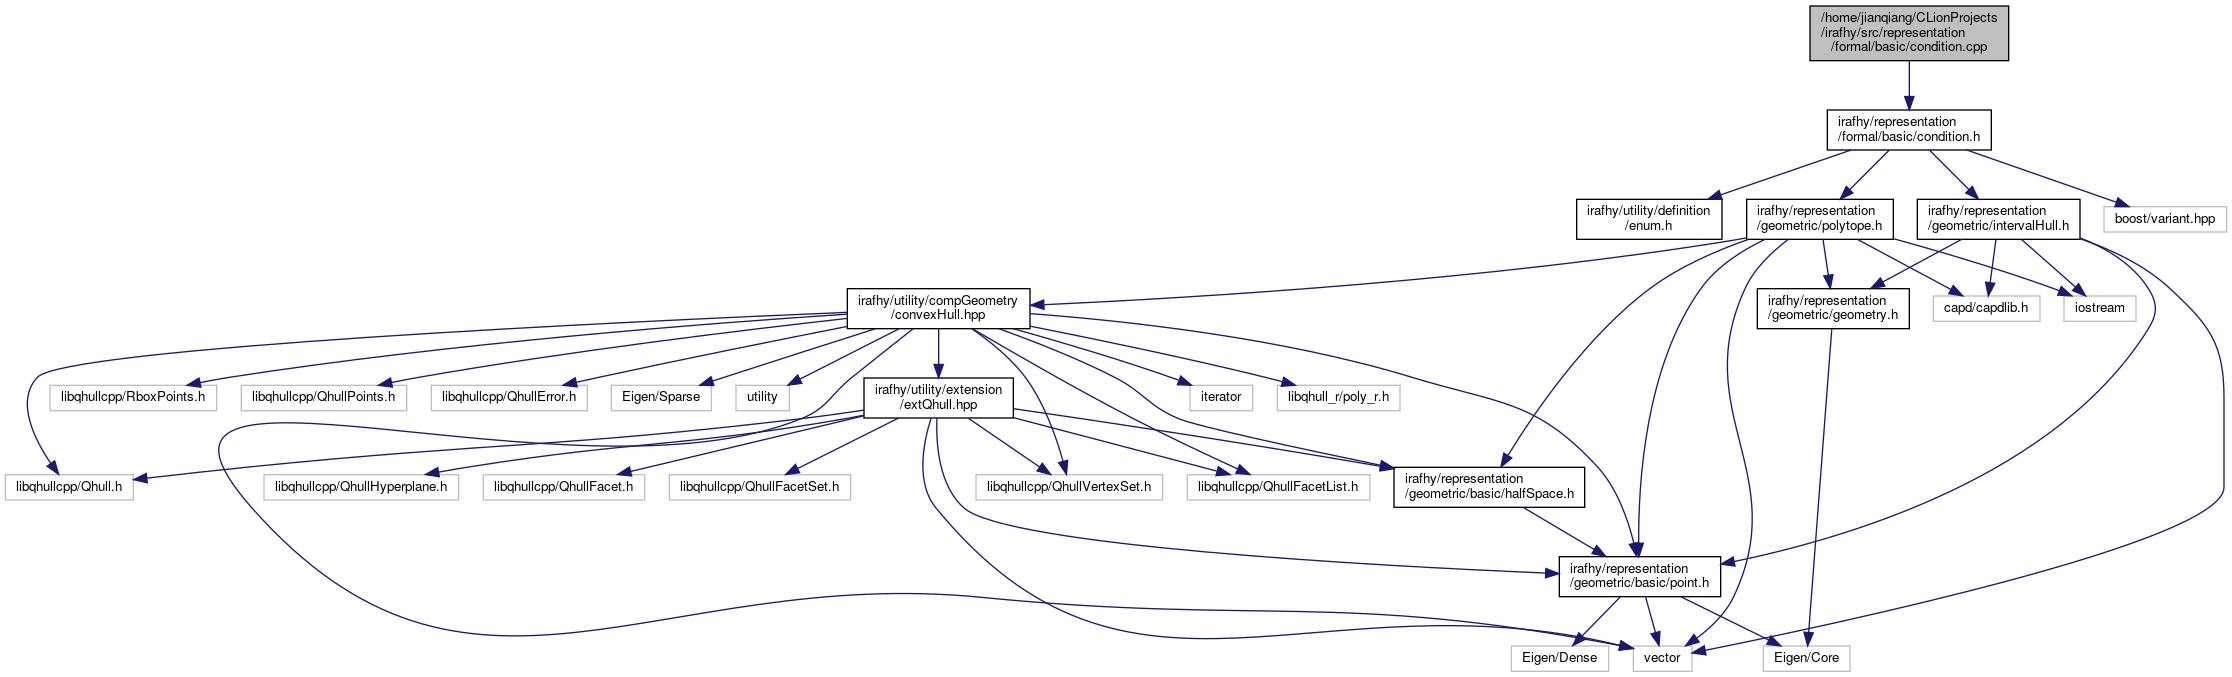 /home/jianqiang/CLionProjects
/irafhy/src/representation
/formal/basic/condition.cpp
irafhy/representation
/formal/basic/condition.h
irafhy/utility/definition
/enum.h
irafhy/representation
/geometric/polytope.h
irafhy/representation
/geometric/intervalHull.h
boost/variant.hpp
irafhy/utility/compGeometry
/convexHull.hpp
irafhy/representation
/geometric/geometry.h
capd/capdlib.h
iostream
libqhullcpp/RboxPoints.h
libqhullcpp/QhullPoints.h
libqhullcpp/QhullError.h
Eigen/Sparse
utility
irafhy/utility/extension
/extQhull.hpp
iterator
libqhull_r/poly_r.h
libqhullcpp/Qhull.h
libqhullcpp/QhullHyperplane.h
libqhullcpp/QhullFacet.h
libqhullcpp/QhullFacetSet.h
libqhullcpp/QhullVertexSet.h
libqhullcpp/QhullFacetList.h
irafhy/representation
/geometric/basic/halfSpace.h
irafhy/representation
/geometric/basic/point.h
Eigen/Dense
vector
Eigen/Core